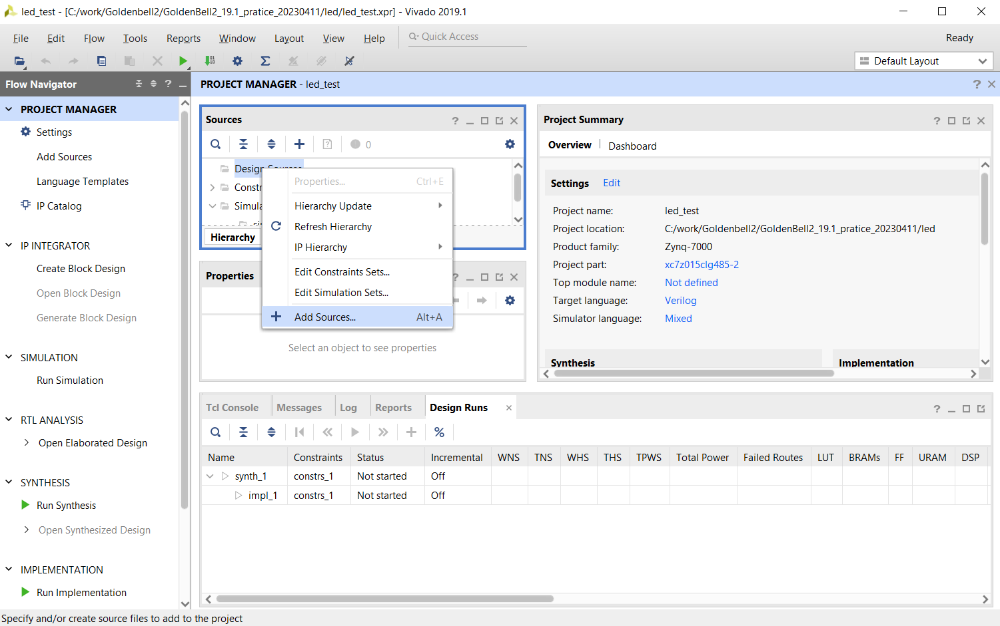 led_test - [C:/work/Goldenbell2/GoldenBell2_19.1_pratice_20230411/led/led_test.xpr] - Vivado 2019.1
File Edit Flow Tools Reports Window Layout View Help Quick Access Ready
Default Layout
Flow Navigator
PROJECT MANAGER
Settings
Add Sources
Language Templates
IP Catalog
IP INTEGRATOR
Create Block Design
Open Block Design
Generate Block Design
SIMULATION
Run Simulation
RTL ANALYSIS
Open Elaborated Design
SYNTHESIS
Run Synthesis
Open Synthesized Design
IMPLEMENTATION
Run Implementation
PROJECT MANAGER - led_test
Sources
0
Design Sources
Constr
Simula
Hierarchy
Properties... Ctrl+E
Hierarchy Update
Refresh Hierarchy
IP Hierarchy
Edit Constraints Sets...
Edit Simulation Sets...
Add Sources... Alt+A
Properties
Select an object to see properties
Project Summary
Overview Dashboard
Settings Edit
Project name: led_test
Project location: C:/work/Goldenbell2/GoldenBell2_19.1_pratice_20230411/led
Product family: Zynq-7000
Project part: xc7z015clg485-2
Top module name: Not defined
Target language: Verilog
Simulator language: Mixed
Synthesis Implementation
Tcl Console Messages Log Reports Design Runs
Name Constraints Status Incremental WNS TNS WHS THS TPWS Total Power Failed Routes LUT BRAMs FF URAM DSP
synth_1 constrs_1 Not started Off
impl_1 constrs_1 Not started Off
Specify and/or create source files to add to the project